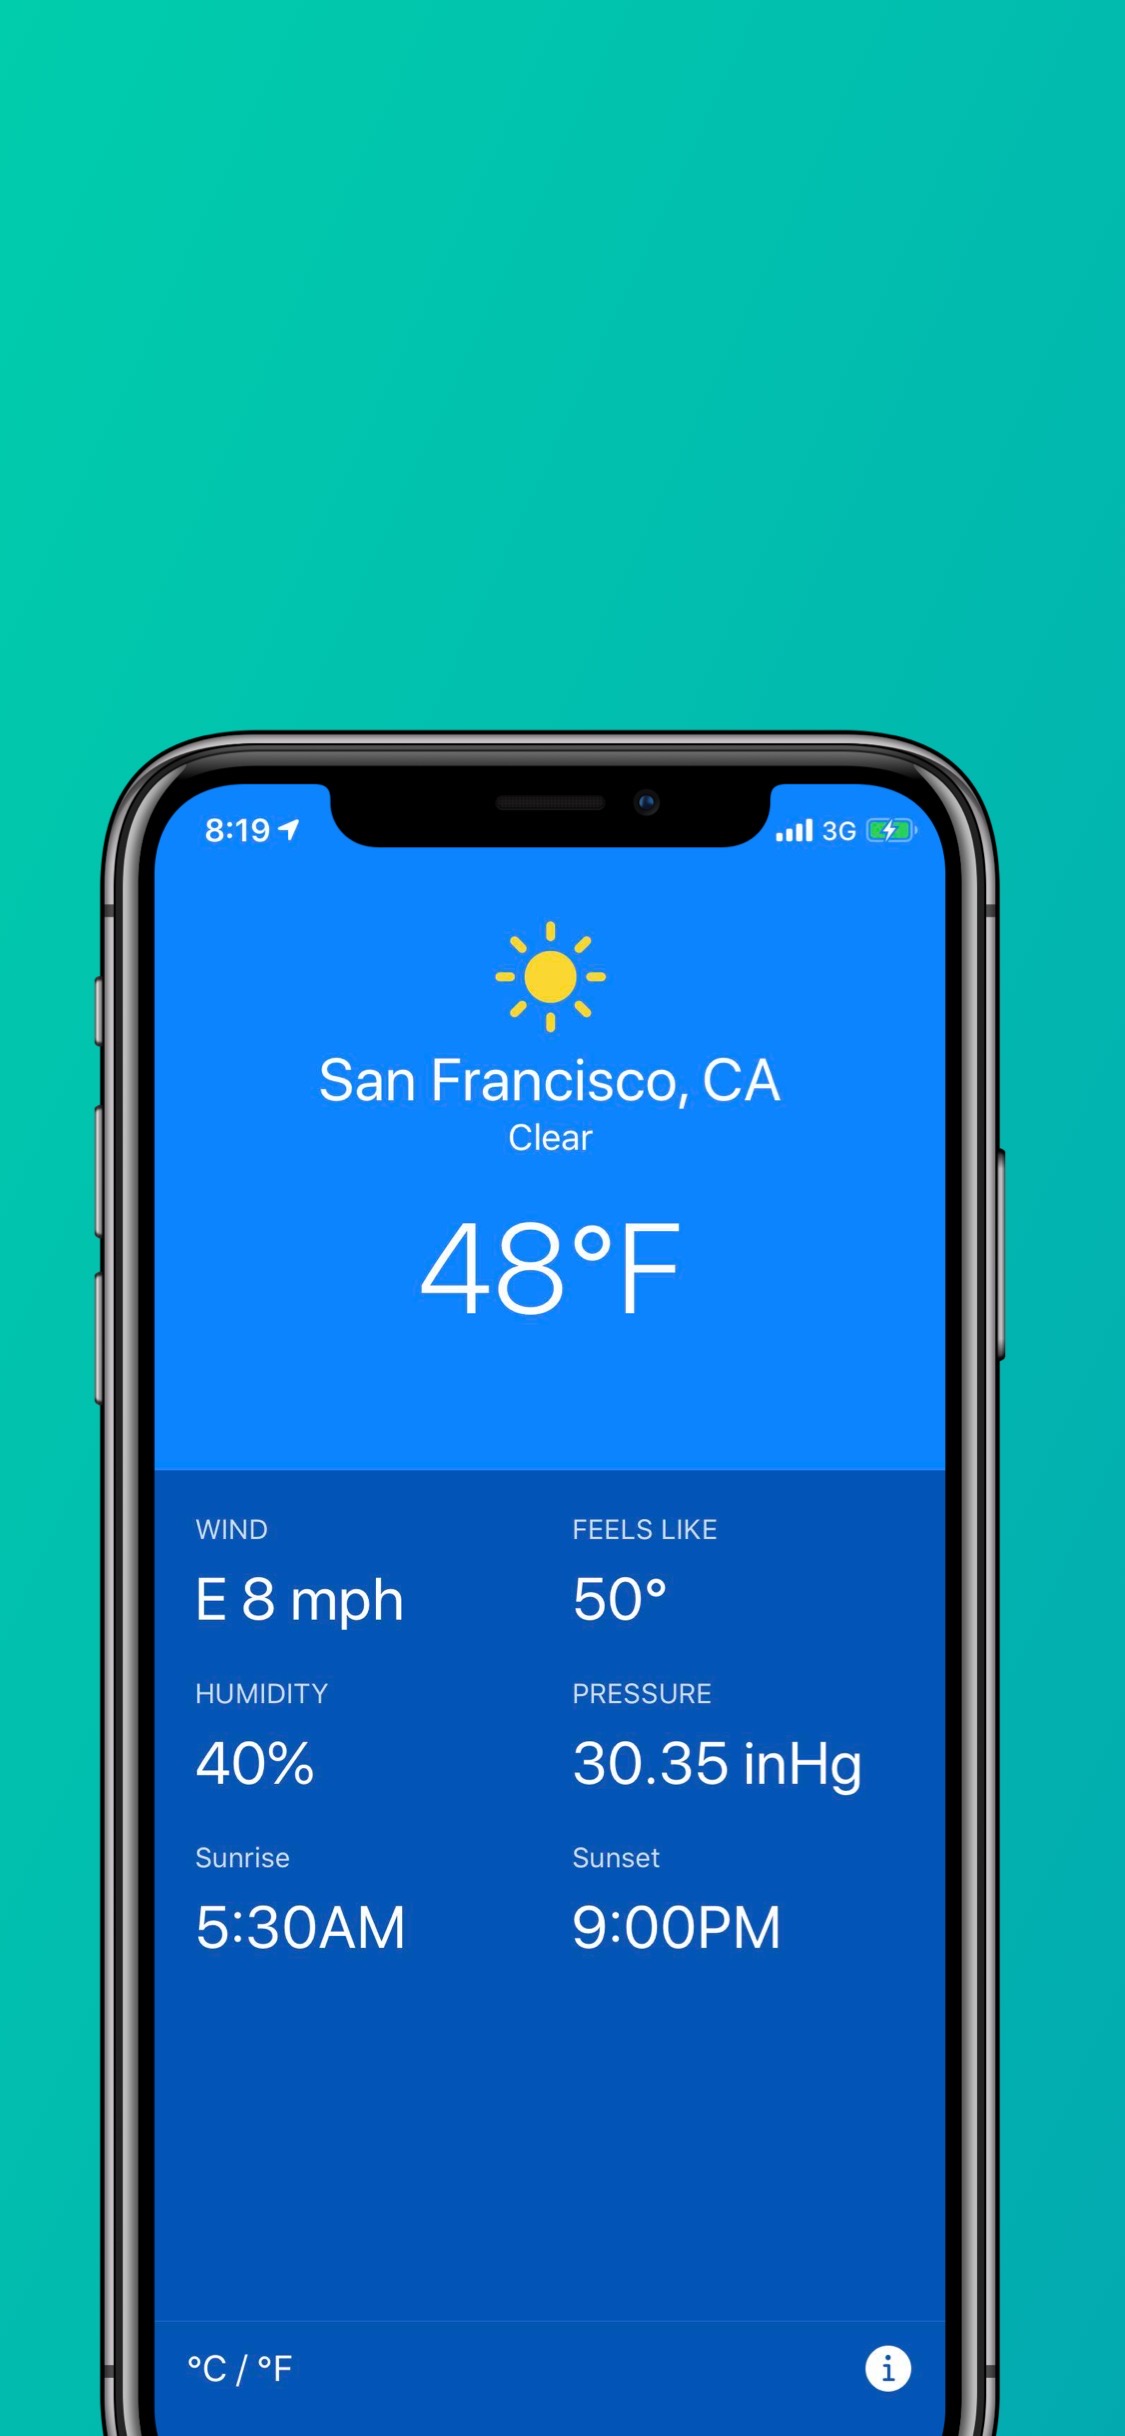 8:19 3G
San Francisco, CA
Clear
48°F
WIND FEELS LIKE
E 8 mph 50°
HUMIDITY PRESSURE
40% 30.35 inHg
Sunrise Sunset
5:30AM 9:00PM
°C / °F i